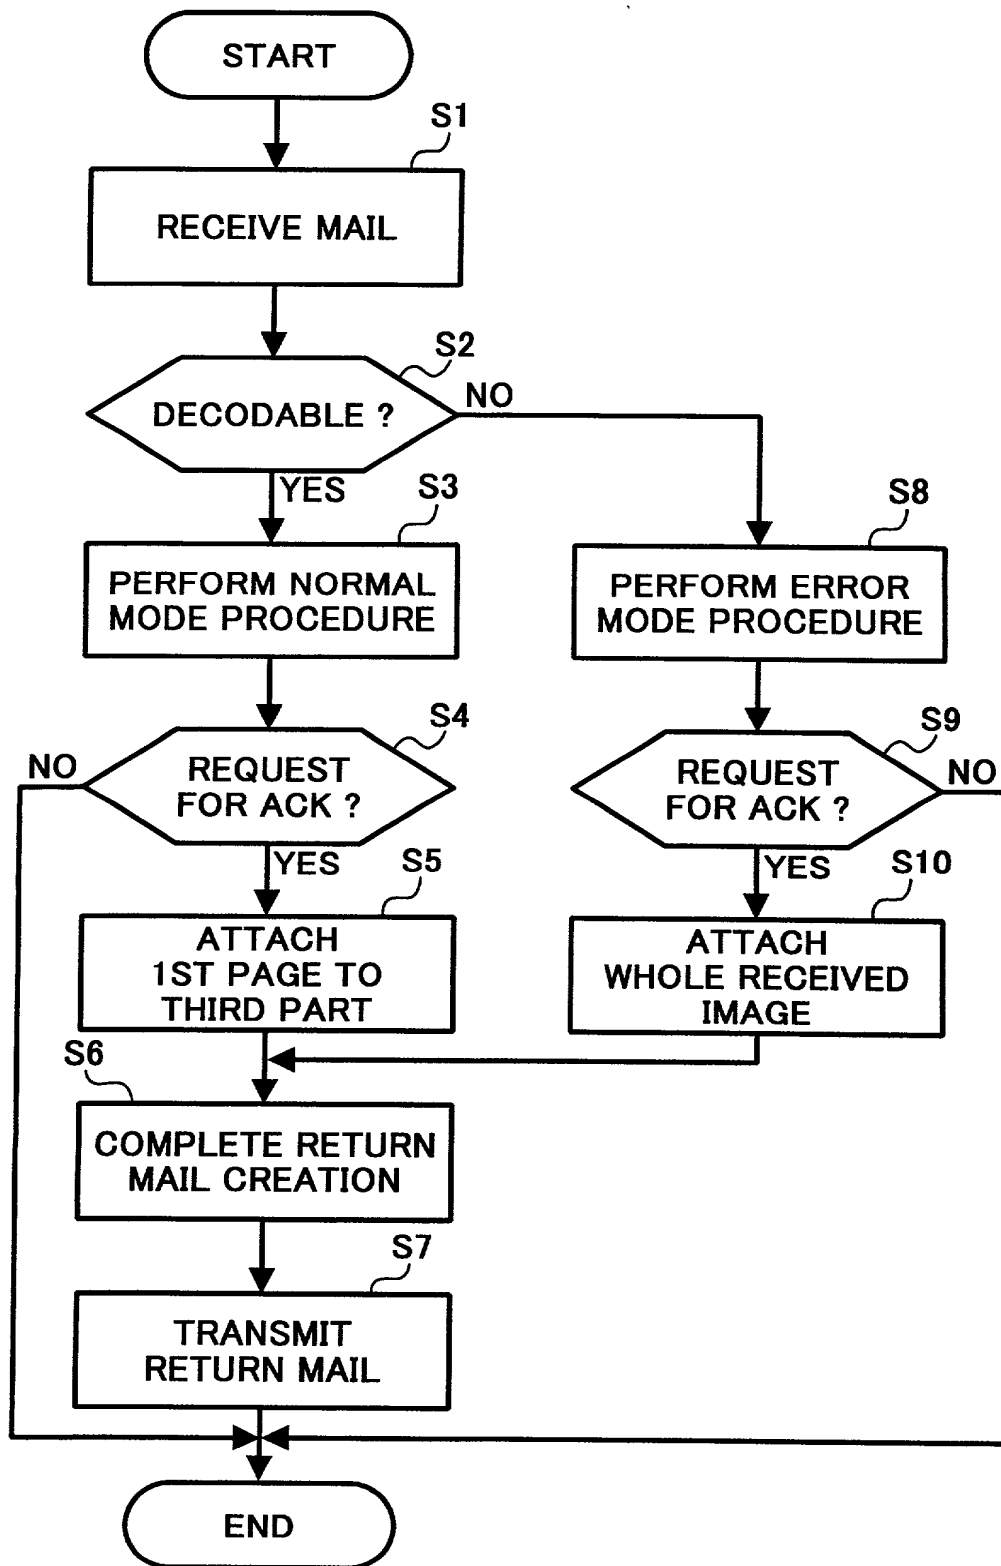 START
S1
RECEIVE MAIL
S2
DECODABLE ?
NO
YES
S3
PERFORM NORMAL
MODE PROCEDURE
S8
PERFORM ERROR
MODE PROCEDURE
S4
NO
REQUEST
FOR ACK ?
YES
S9
REQUEST
FOR ACK ?
NO
YES
S5
ATTACH
1ST PAGE TO
THIRD PART
S10
ATTACH
WHOLE RECEIVED
IMAGE
S6
COMPLETE RETURN
MAIL CREATION
S7
TRANSMIT
RETURN MAIL
END